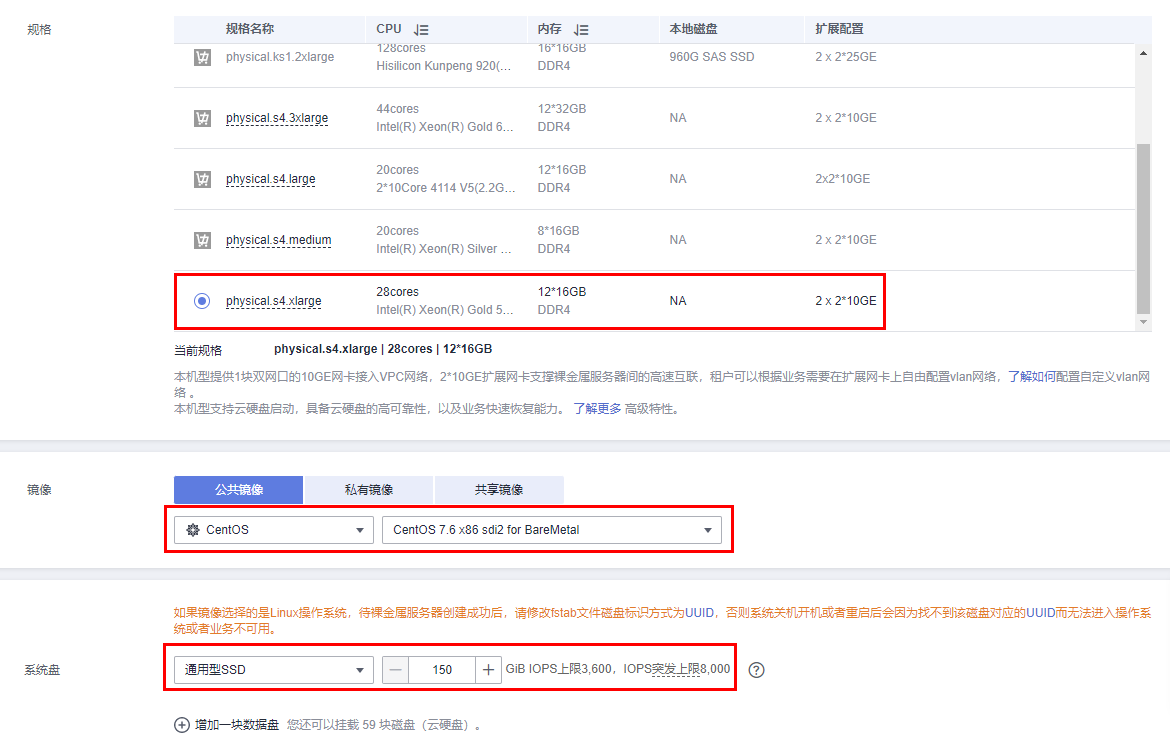 规格
规格名称 CPU 内存 本地磁盘 扩展配置
128cores 16*16GB
physical.ks1.2xlarge 960G SAS SSD 2 x 2*25GE
Hisilicon Kunpeng 920(... DDR4
44cores 12*32GB
physical.s4.3xlarge NA 2 x 2*10GE
Intel(R) Xeon(R) Gold 6... DDR4
20cores 12*16GB
physical.s4.large NA 2x2*10GE
2*10Core 4114 V5(2.2G... DDR4
20cores 8*16GB
physical.s4.medium NA 2 x 2*10GE
Intel(R) Xeon(R) Silver ... DDR4
28cores 12*16GB
physical.s4.xlarge NA 2 x 2*10GE
Intel(R) Xeon(R) Gold 5... DDR4
当前规格 physical.s4.xlarge | 28cores | 12*16GB
本机型提供1块双网口的10GE网卡接入VPC网络，2*10GE扩展网卡支撑裸金属服务器间的高速互联，租户可以根据业务需要在扩展网卡上自由配置vlan网络，了解如何配置自定义vlan网
络 。
本机型支持云硬盘启动，具备云硬盘的高可靠性，以及业务快速恢复能力。 了解更多 高级特性。
镜像
公共镜像 私有镜像 共享镜像
CentOS CentOS 7.6 x86 sdi2 for BareMetal
如果镜像选择的是Linux操作系统，待裸金属服务器创建成功后，请修改fstab文件磁盘标识方式为UUID，否则系统关机开机或者重启后会因为找不到该磁盘对应的UUID而无法进入操作系
统或者业务不可用。
系统盘 通用型SSD 150 GiB IOPS上限3,600，IOPS突发上限8,000
增加一块数据盘 您还可以挂载 59 块磁盘（云硬盘）。